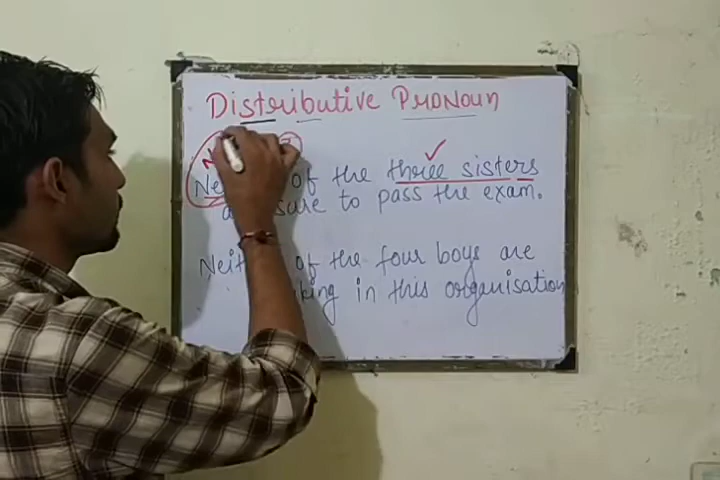 Distributive Pronoun
of the three sisters
sure to pass the exam.
of the four boys are
in this organisation